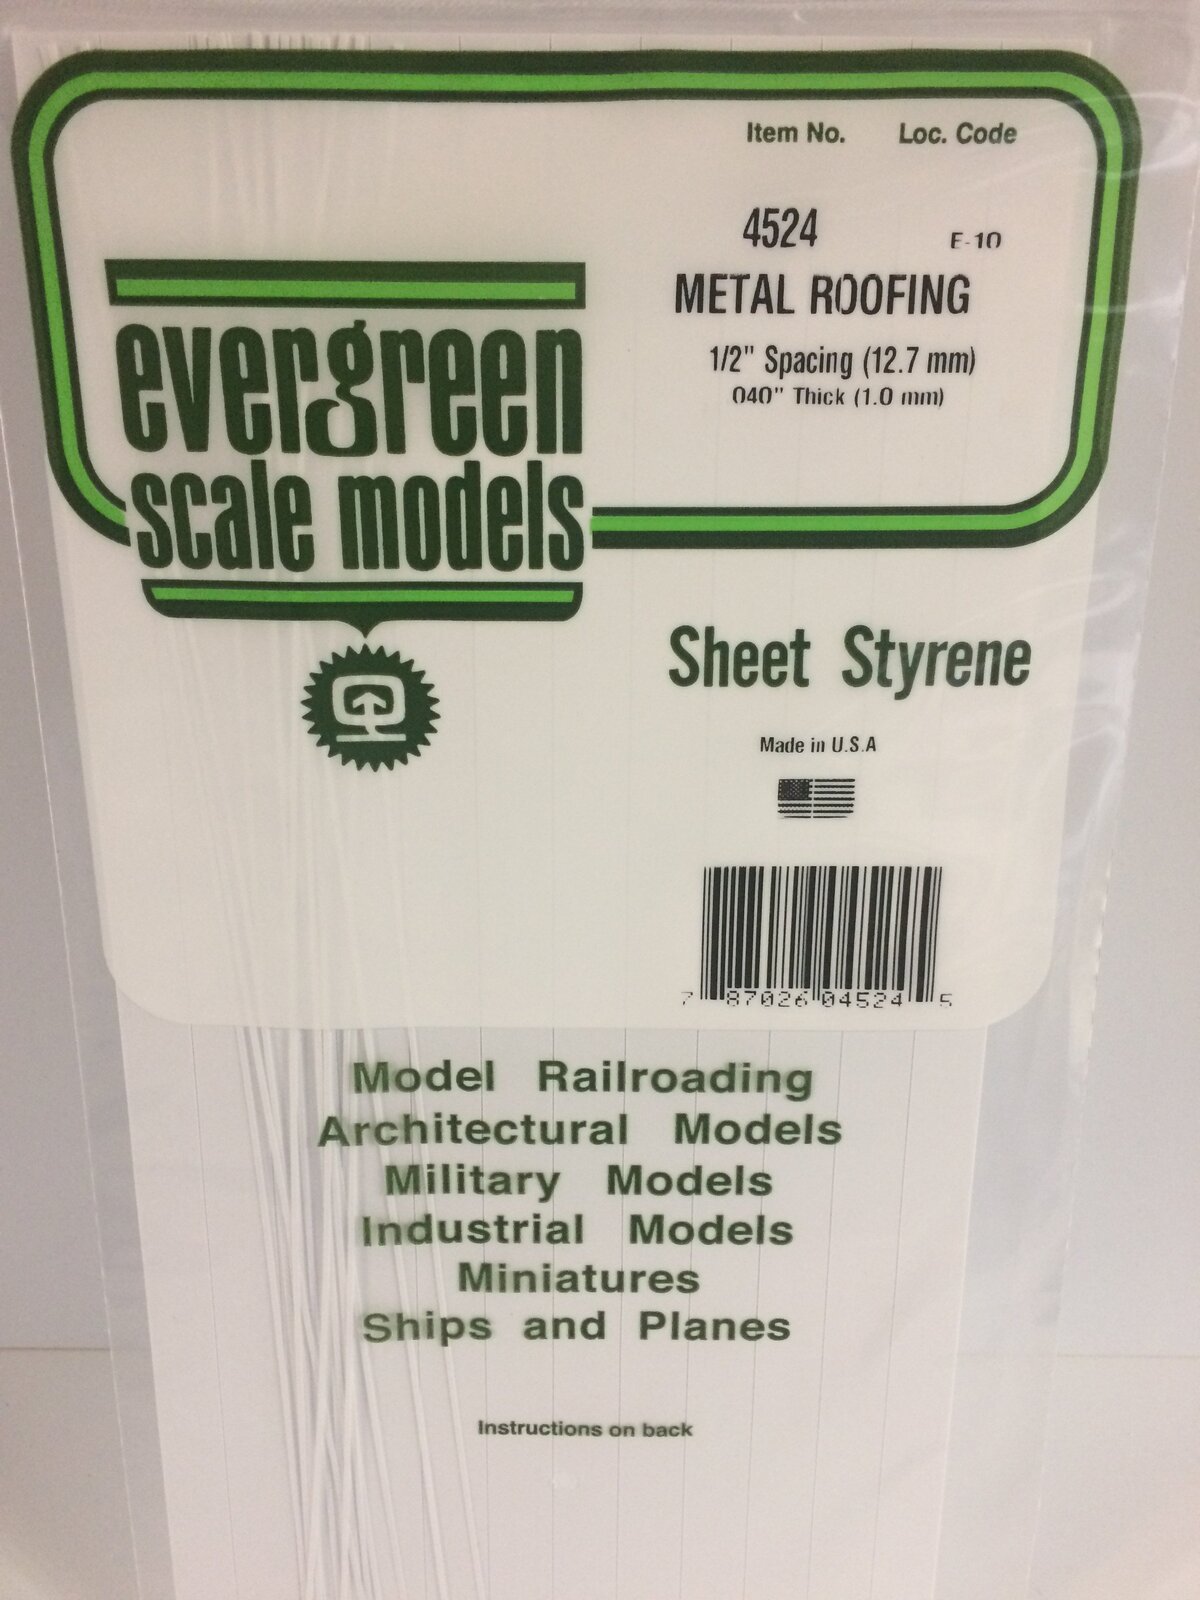 Item No. Loc. Code
4524 E-10
METAL ROOFING
1/2" Spacing (12.7 mm)
.040" Thick (1.0 mm)
evergreen
scale models
Sheet Styrene
Made in U.S.A
7 87026 04524 5
Model Railroading
Architectural Models
Military Models
Industrial Models
Miniatures
Ships and Planes
Instructions on back